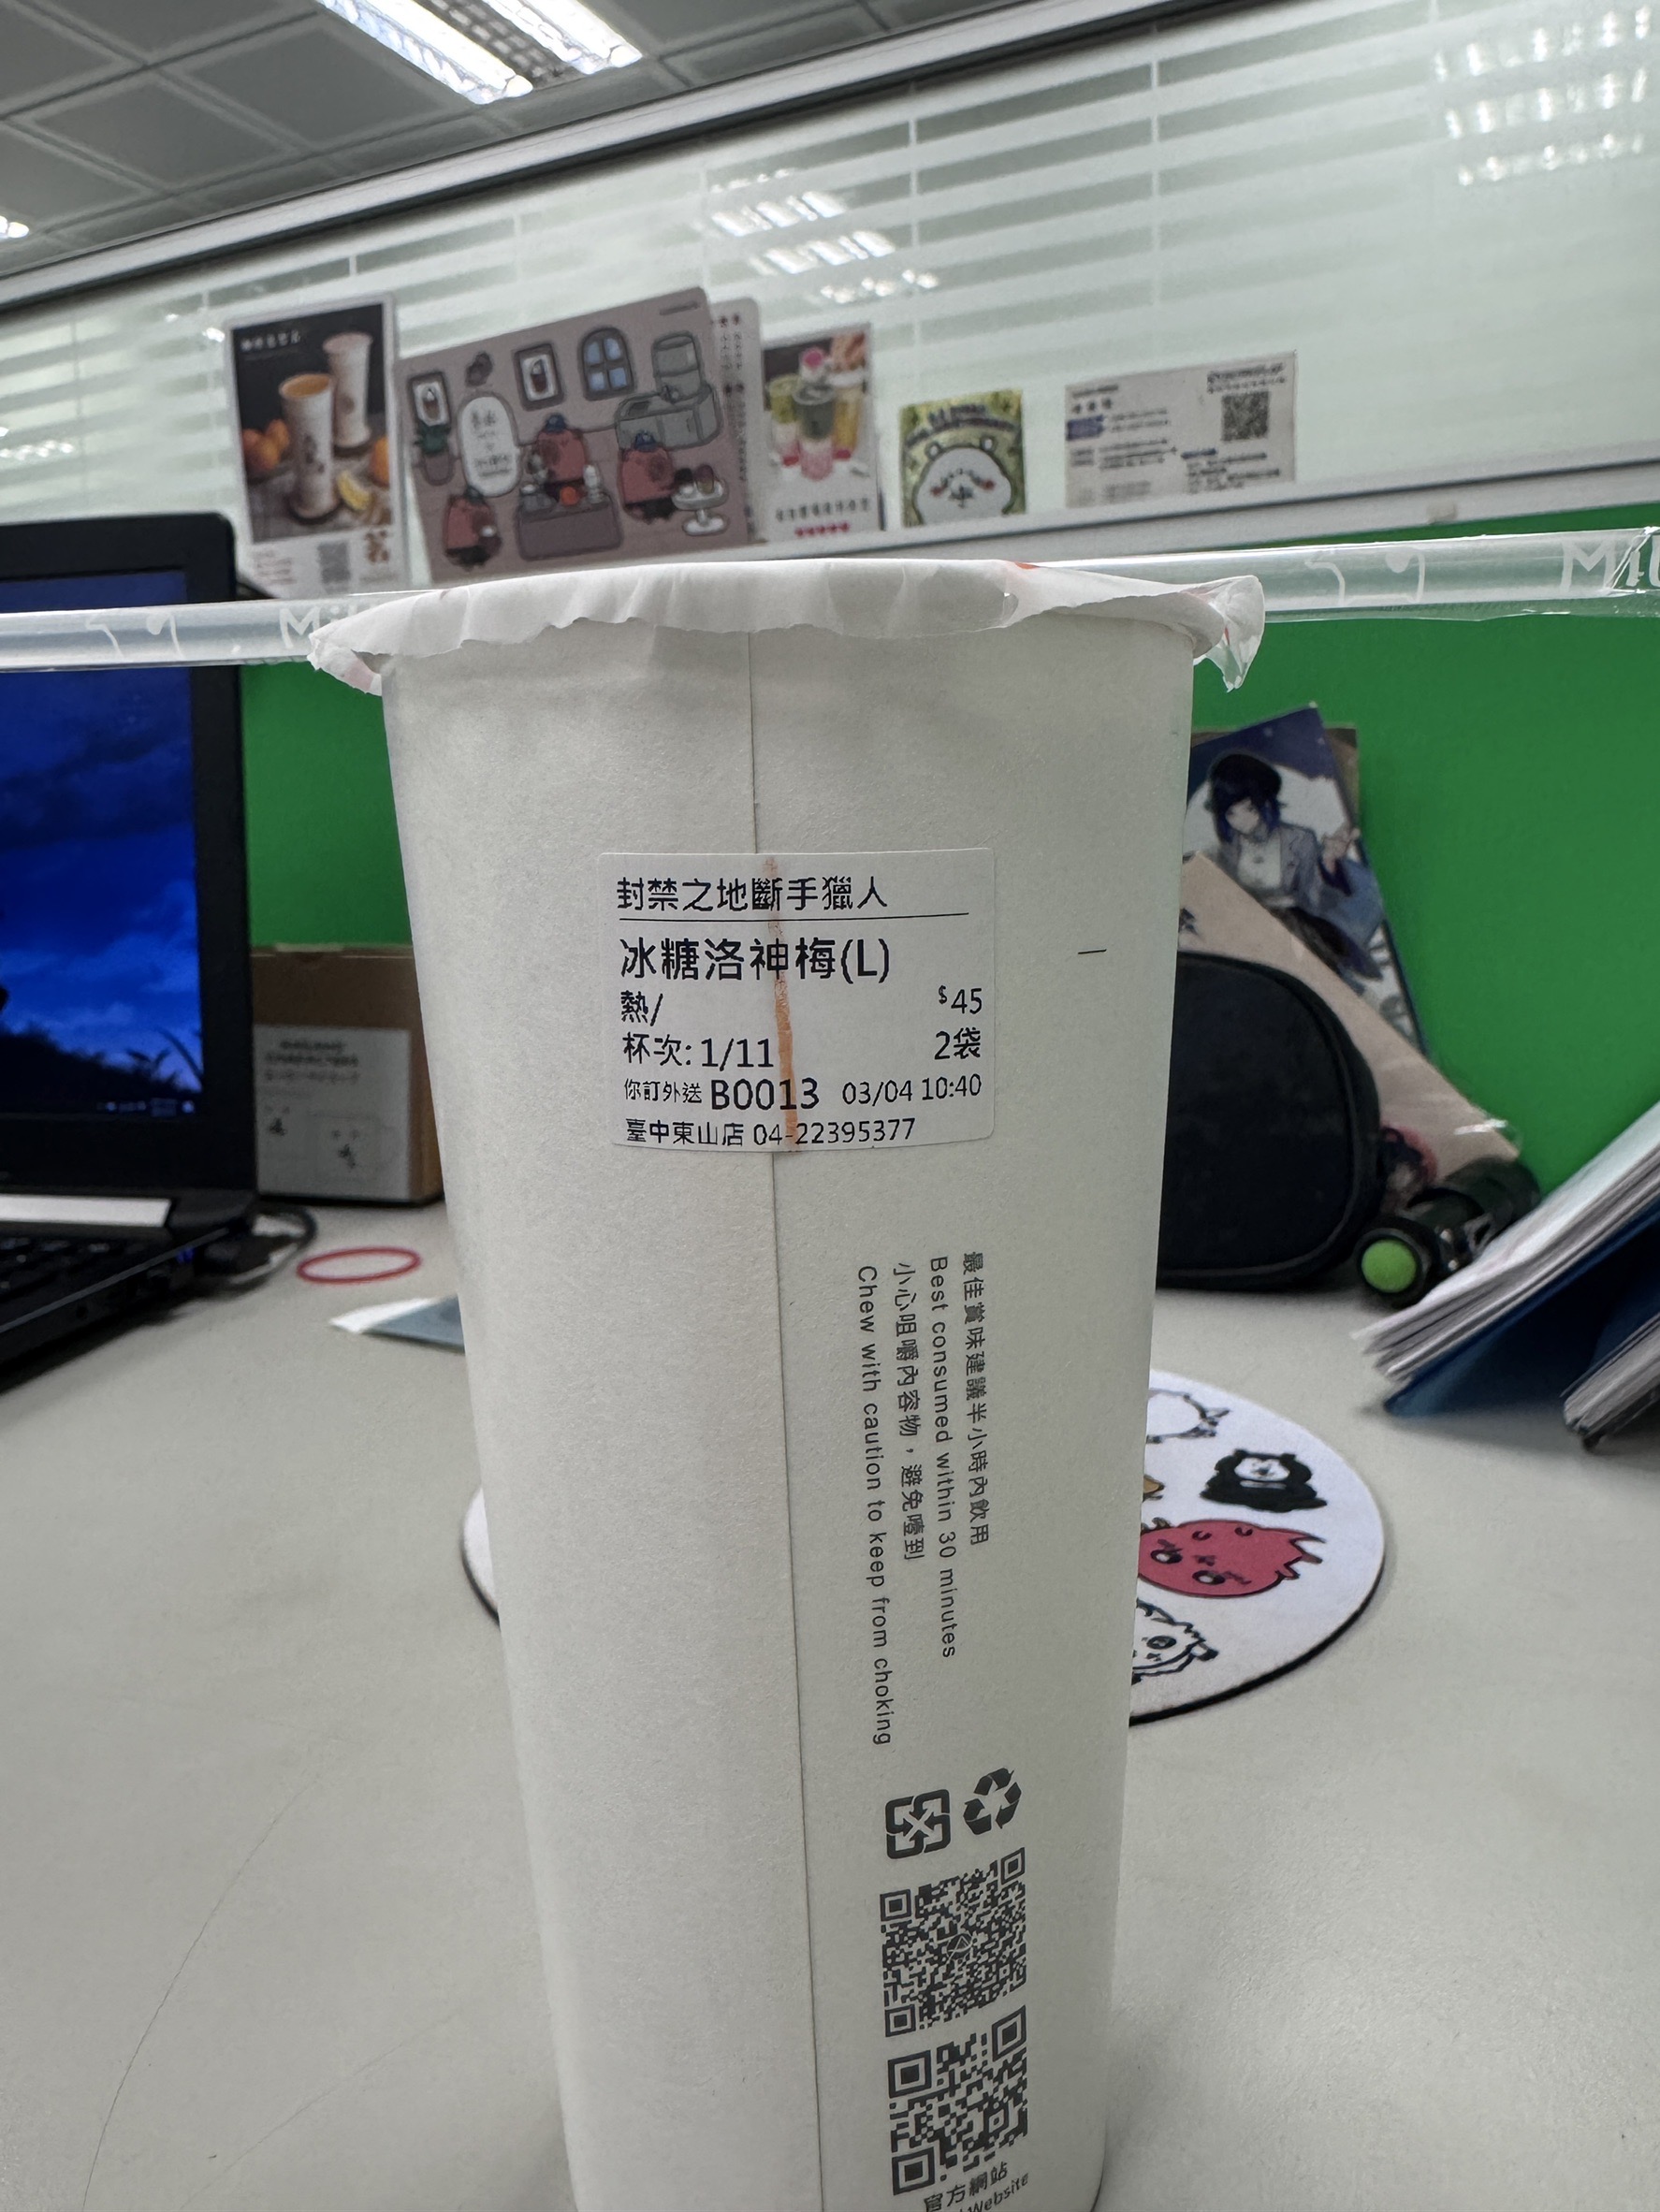 封禁之地斷手獵人
冰糖洛神梅(L)
熱/ $45
杯次: 1/11 2袋
你訂外送 B0013 03/04 10:40
臺中東山店 04-22395377
最佳賞味建議半小時內飲用
Best consumed within 30 minutes
小心咀嚼內容物，避免噎到
Chew with caution to keep from choking
官方網站
Website